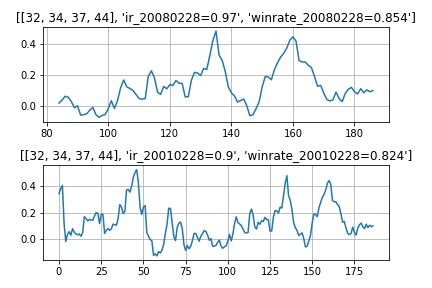 [[32, 34, 37, 44], 'ir_20080228=0.97', 'winrate_20080228=0.854']
0.4
0.2
0.0
80 100 120 140 160 180
[[32, 34, 37, 44], 'ir_20010228=0.9', 'winrate_20010228=0.824']
0.4
0.2
0.0
0 25 50 75 100 125 150 175